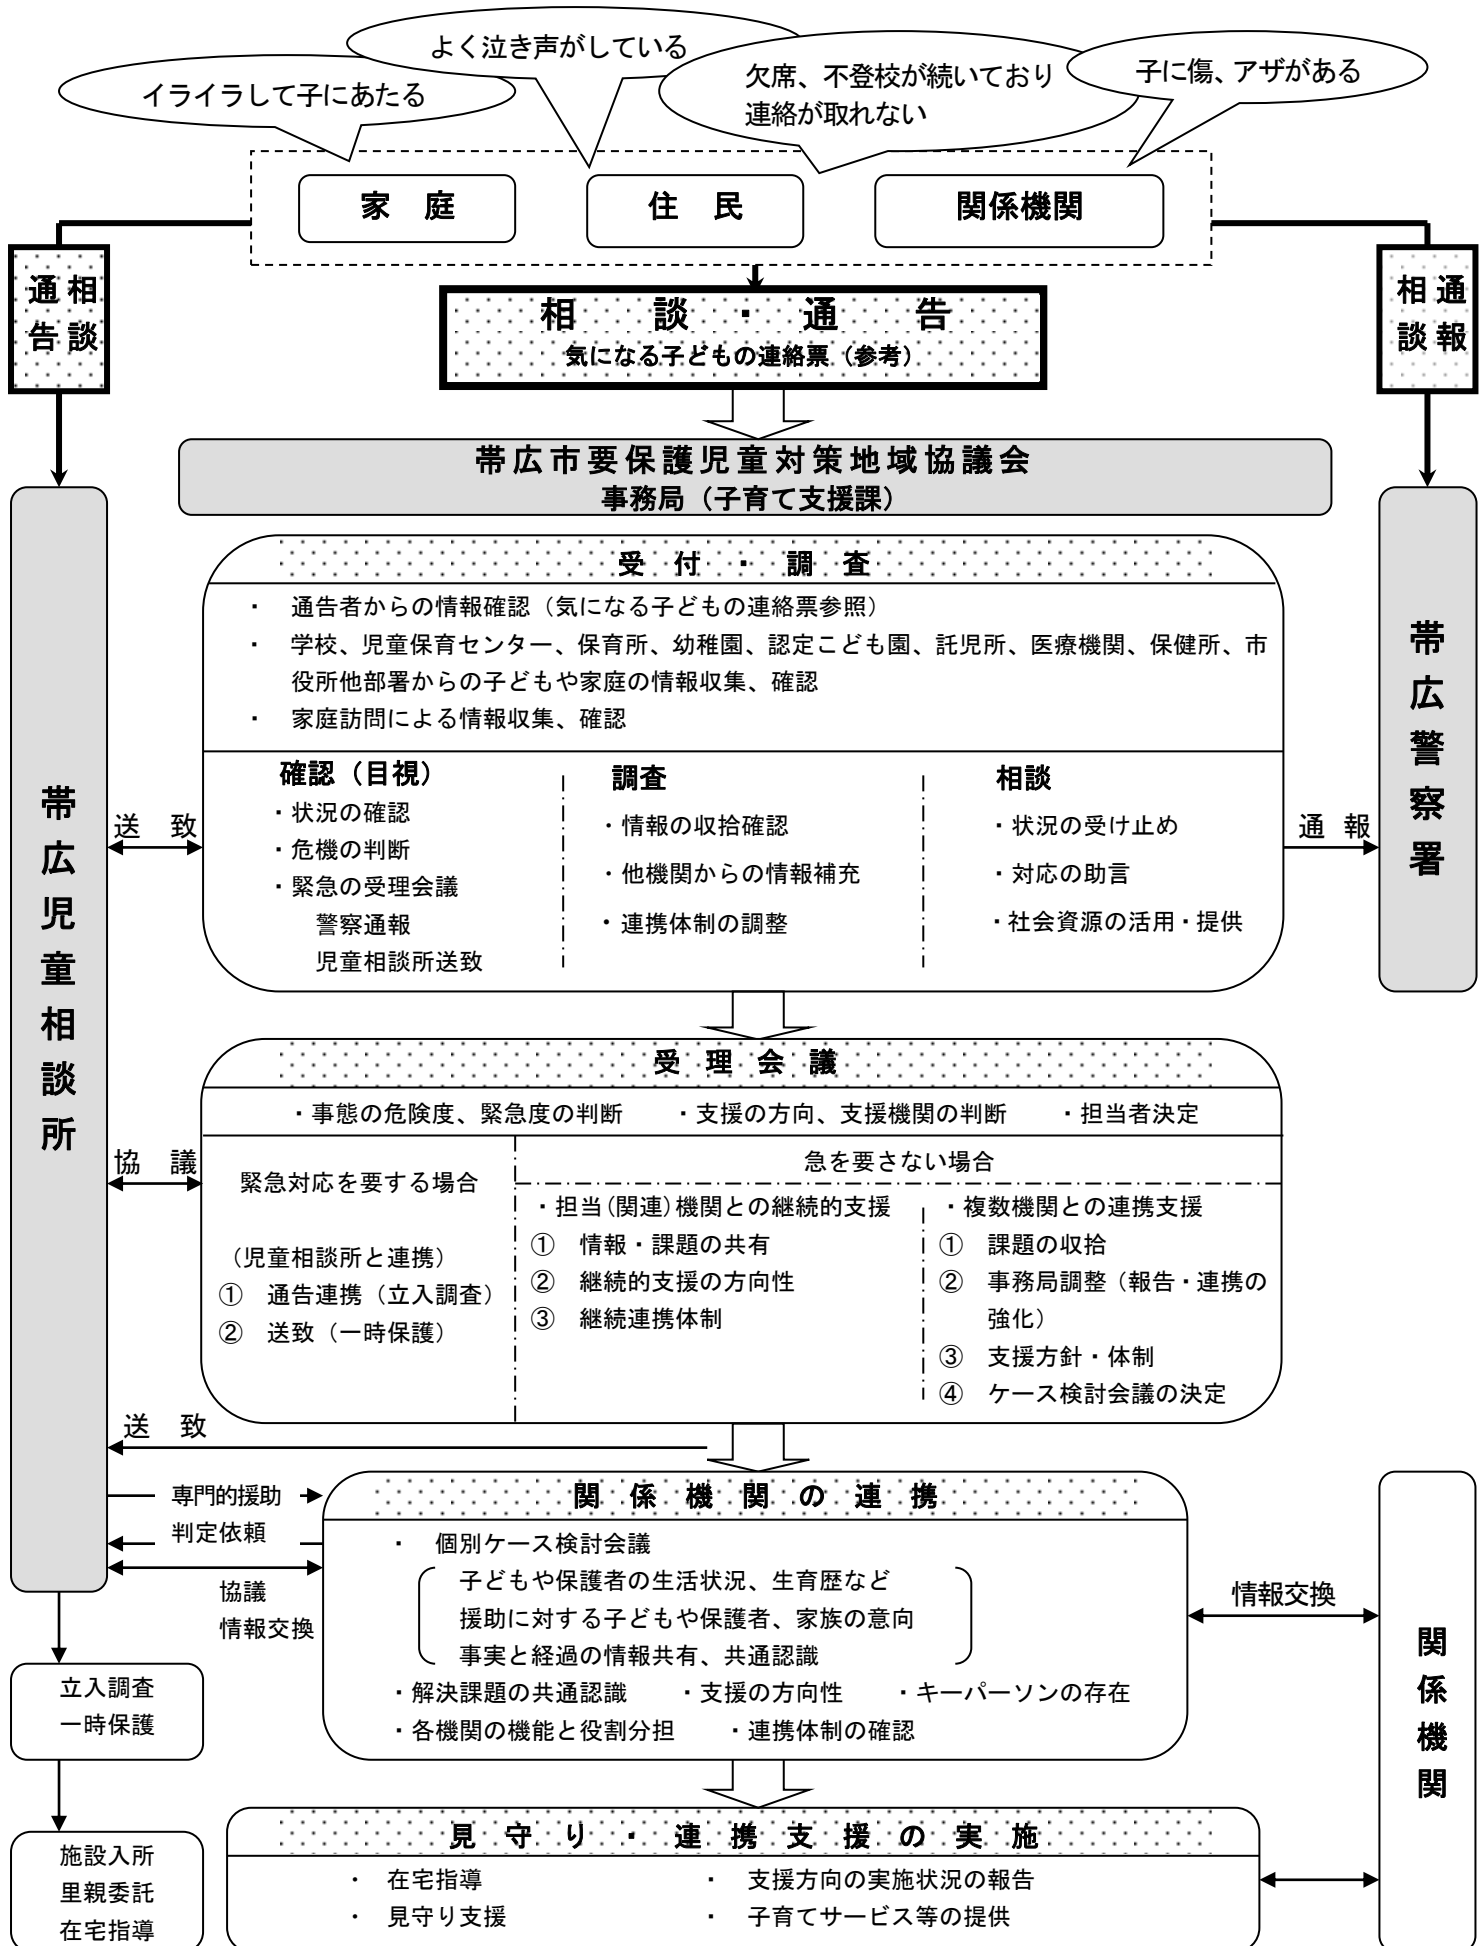 イライラして子にあたる
よく泣き声がしている
欠席、不登校が続いており
連絡が取れない
子に傷、アザがある
家　庭
住　民
関係機関
相談
通告
通報
相談
相　談　・　通　告
気になる子どもの連絡票（参考）
帯広市要保護児童対策地域協議会
事務局（子育て支援課）
帯広児童相談所
帯広警察署
受　付　・　調　査
・　通告者からの情報確認（気になる子どもの連絡票参照）
・　学校、児童保育センター、保育所、幼稚園、認定こども園、託児所、医療機関、保健所、市
役所他部署からの子どもや家庭の情報収集、確認
・　家庭訪問による情報収集、確認
確認（目視）
・状況の確認
・危機の判断
・緊急の受理会議
警察通報
児童相談所送致
調査
・情報の収拾確認
・他機関からの情報補充
・連携体制の調整
相談
・状況の受け止め
・対応の助言
・社会資源の活用・提供
送　致
通　報
受　理　会　議
・事態の危険度、緊急度の判断　・支援の方向、支援機関の判断　・担当者決定
協　議
緊急対応を要する場合
（児童相談所と連携）
①　通告連携（立入調査）
②　送致（一時保護）
急を要さない場合
・担当(関連)機関との継続的支援
①　情報・課題の共有
②　継続的支援の方向性
③　継続連携体制
・複数機関との連携支援
①　課題の収拾
②　事務局調整（報告・連携の
強化）
③　支援方針・体制
④　ケース検討会議の決定
送　致
専門的援助
判定依頼
協議
情報交換
関　係　機　関　の　連　携
・　個別ケース検討会議
子どもや保護者の生活状況、生育歴など
援助に対する子どもや保護者、家族の意向
事実と経過の情報共有、共通認識
・解決課題の共通認識　・支援の方向性　・キーパーソンの存在
・各機関の機能と役割分担　・連携体制の確認
情報交換
関係機関
立入調査
一時保護
施設入所
里親委託
在宅指導
見　守　り　・　連　携　支　援　の　実　施
・　在宅指導　・　支援方向の実施状況の報告
・　見守り支援　・　子育てサービス等の提供